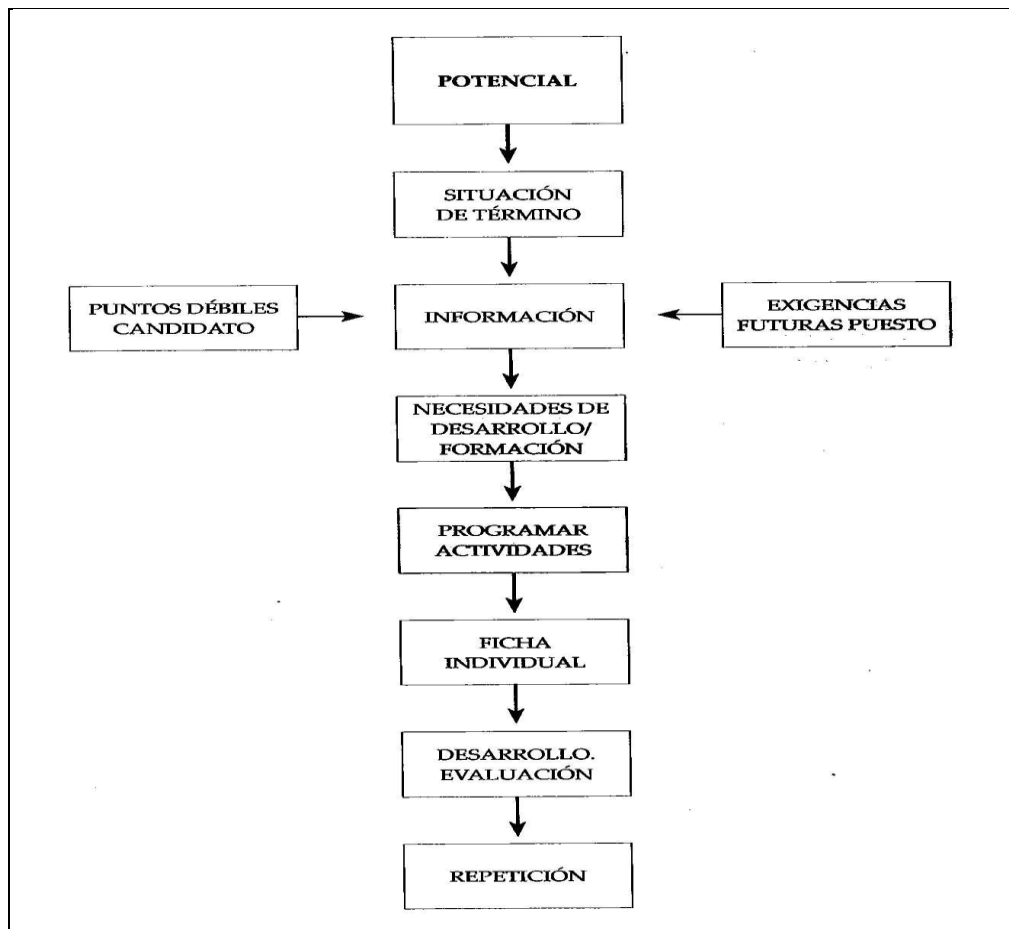 POTENCIAL
SITUACIÓN
DE TÉRMINO
PUNTOS DÉBILES
CANDIDATO
INFORMACIÓN
EXIGENCIAS
FUTURAS PUESTO
NECESIDADES DE
DESARROLLO/
FORMACIÓN
PROGRAMAR
ACTIVIDADES
FICHA
INDIVIDUAL
DESARROLLO.
EVALUACIÓN
REPETICIÓN